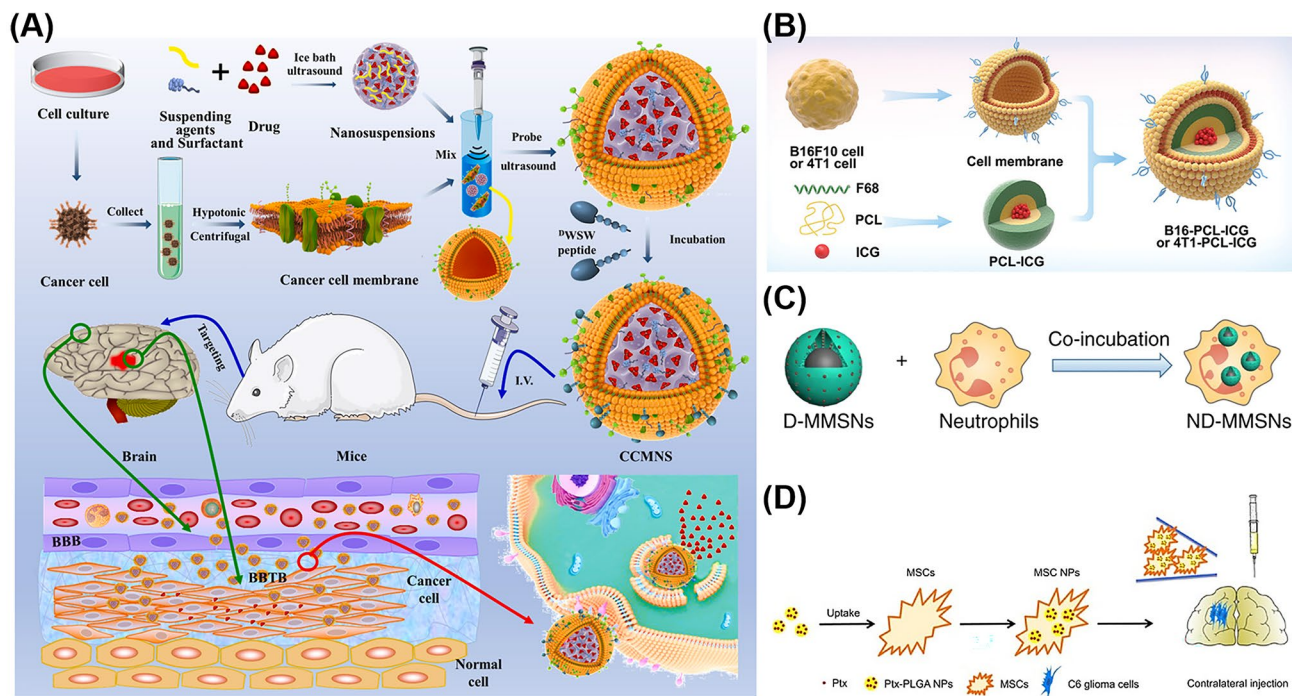 (A)
Cell culture
Suspending
agents
and Surfactant
+
Drug
Ice bath
ultrasound
Nanosuspensions
Mix
Probe
ultrasound
Cancer cell
Collect
Hypotonic
Centrifugal
Cancer cell membrane
DWSW
peptide
Incubation
Targeting
Brain
Mice
I.V.
CCMNS
BBB
BBTB
Cancer
cell
Normal
cell
(B)
B16F10 cell
or 4T1 cell
F68
PCL
ICG
Cell membrane
PCL-ICG
B16-PCL-ICG
or 4T1-PCL-ICG
(C)
D-MMSNs
+
Neutrophils
Co-incubation
ND-MMSNs
(D)
Uptake
MSCs
MSC NPs
Ptx
Ptx-PLGA NPs
MSCs
C6 glioma cells
Contralateral injection